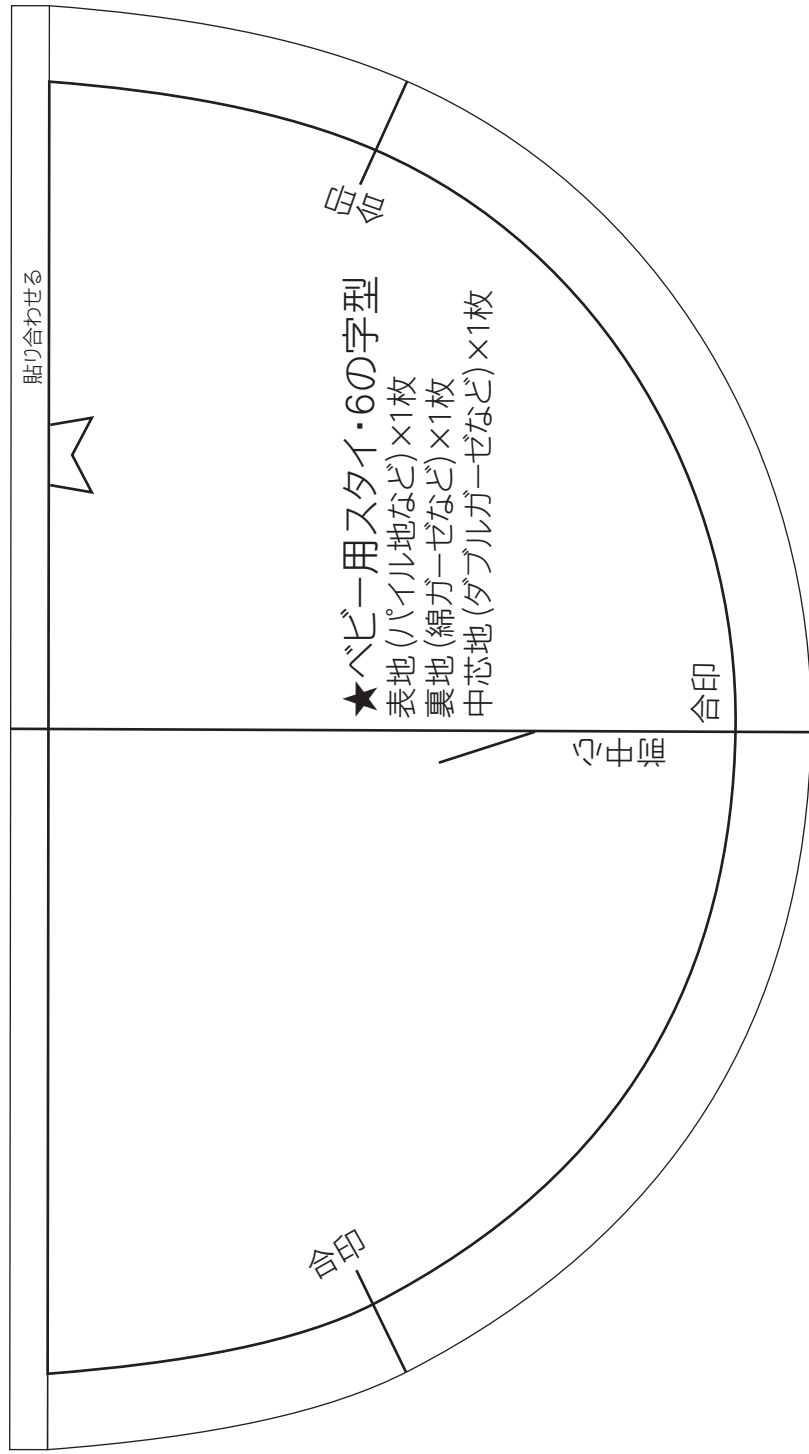 貼り合わせる
合印
★ベビー用スタイ・6の字型
表地(パイル地など)×1枚
裏地(綿ガーゼなど)×1枚
中芯地(ダブルガーゼなど)×1枚
前中心
合印
合印